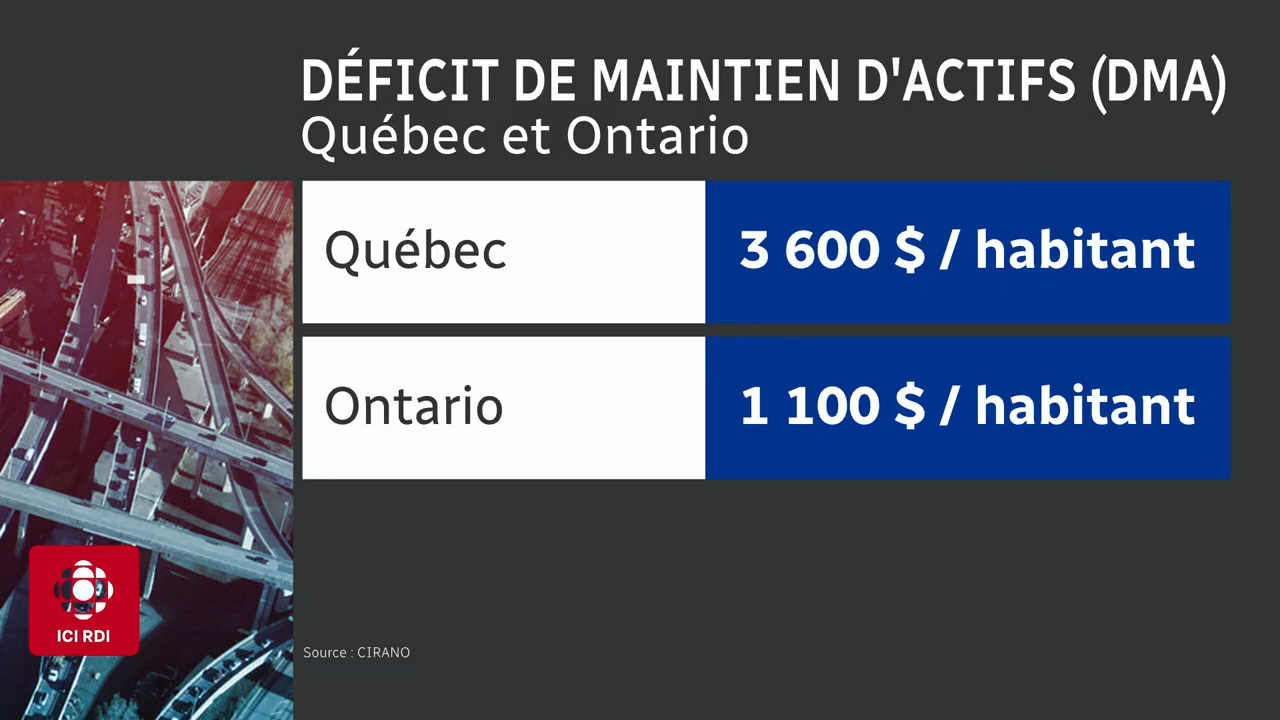 DÉFICIT DE MAINTIEN D'ACTIFS (DMA)
Québec et Ontario
Québec 3 600 $ / habitant
Ontario 1 100 $ / habitant
ICI RDI
Source : CIRANO